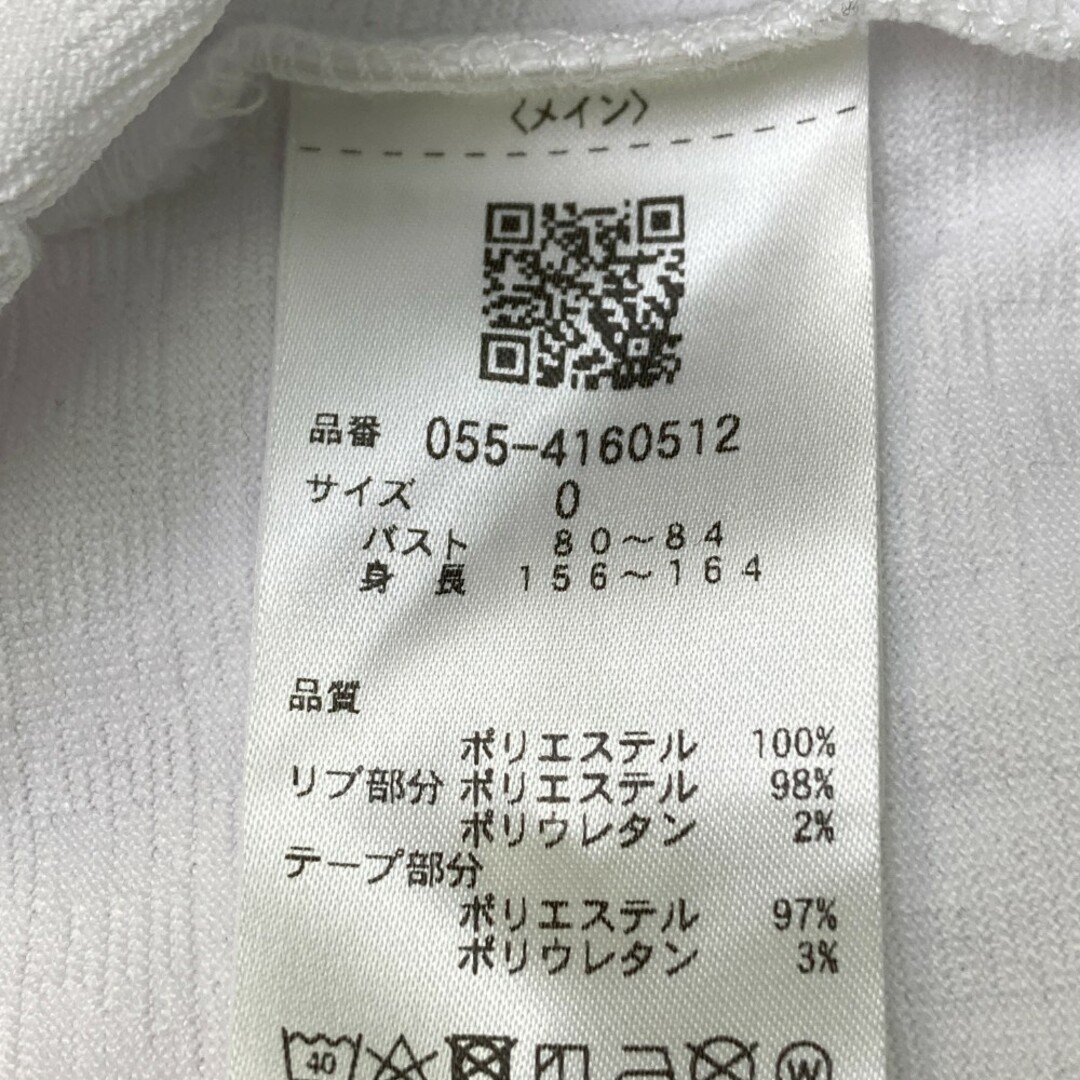 〈メイン〉
品番 055-4160512
サイズ 0
バスト 80～84
身長 156～164
品質
ポリエステル 100%
リブ部分 ポリエステル 98%
ポリウレタン 2%
テープ部分
ポリエステル 97%
ポリウレタン 3%
40
W